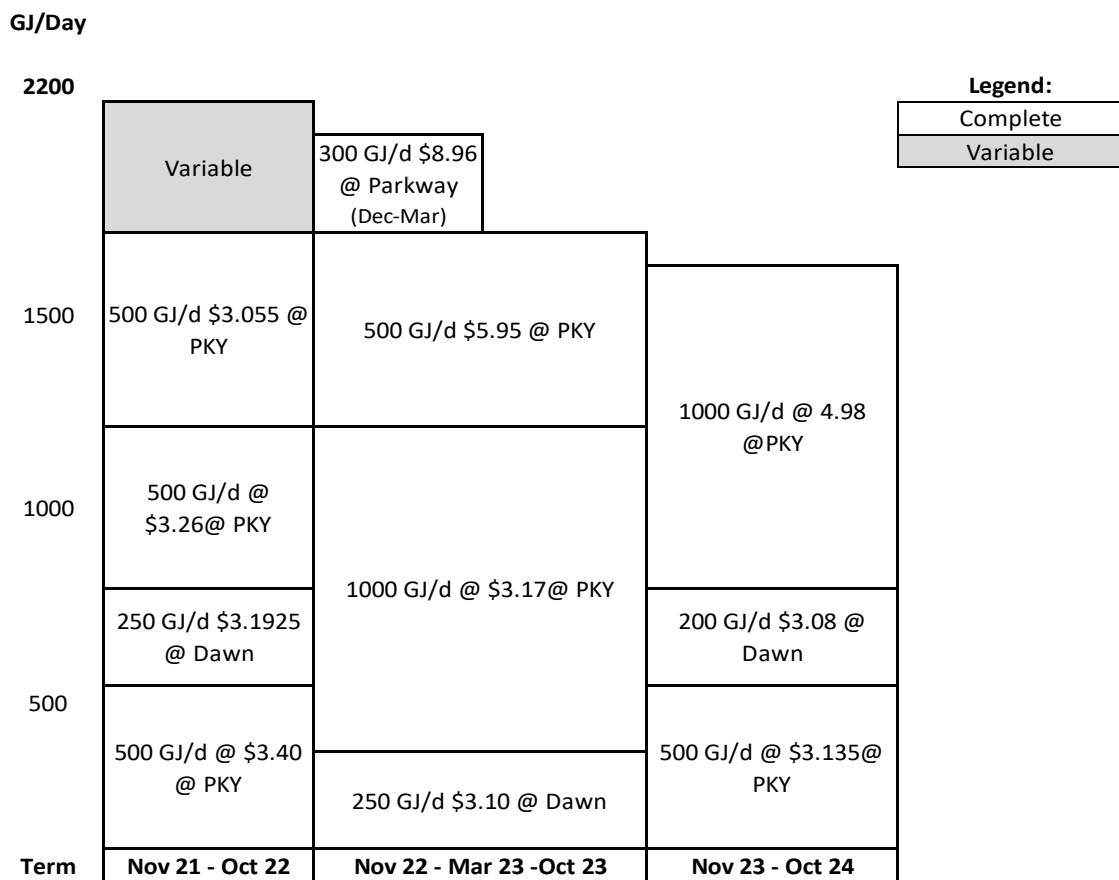 GJ/Day
2200
Legend:
Complete
Variable
Variable
300 GJ/d $8.96
@ Parkway
(Dec-Mar)
1500
500 GJ/d $3.055 @
PKY
500 GJ/d $5.95 @ PKY
1000 GJ/d @ 4.98
@PKY
1000
500 GJ/d @
$3.26@ PKY
1000 GJ/d @ $3.17@ PKY
250 GJ/d $3.1925
@ Dawn
200 GJ/d $3.08 @
Dawn
500
500 GJ/d @ $3.40
@ PKY
500 GJ/d @ $3.135@
PKY
250 GJ/d $3.10 @ Dawn
Term
Nov 21 - Oct 22
Nov 22 - Mar 23 -Oct 23
Nov 23 - Oct 24